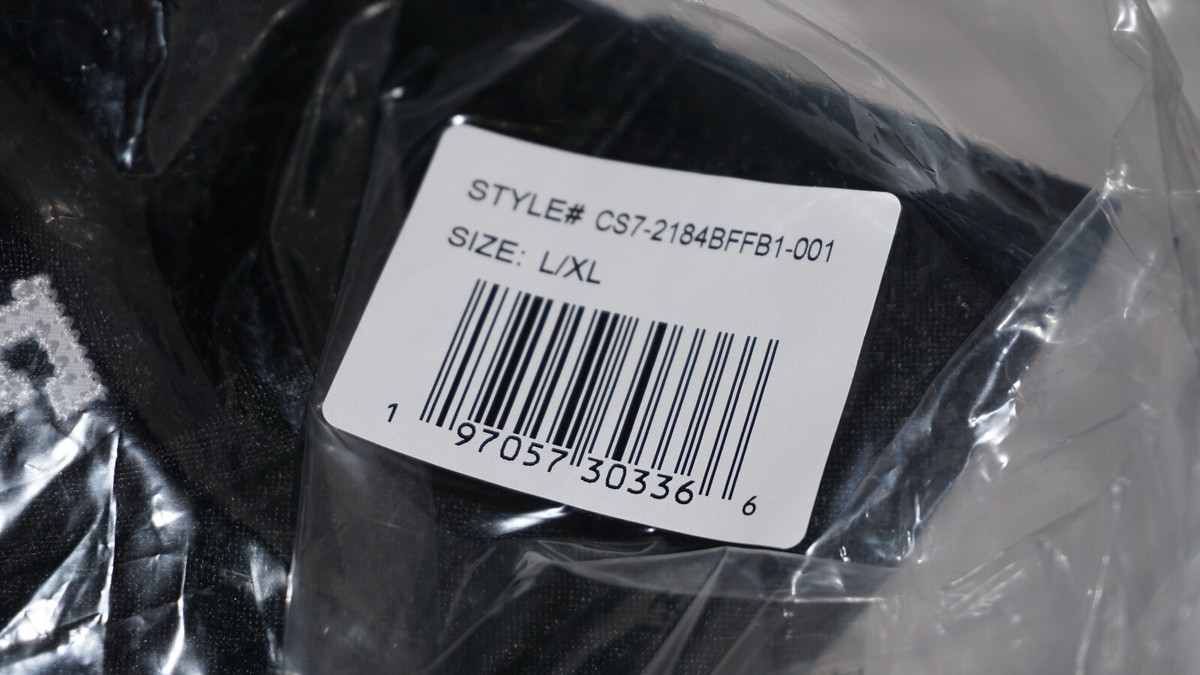 STYLE# CS7-2184BFFB1-001
SIZE: L/XL
1 97057 30336 6